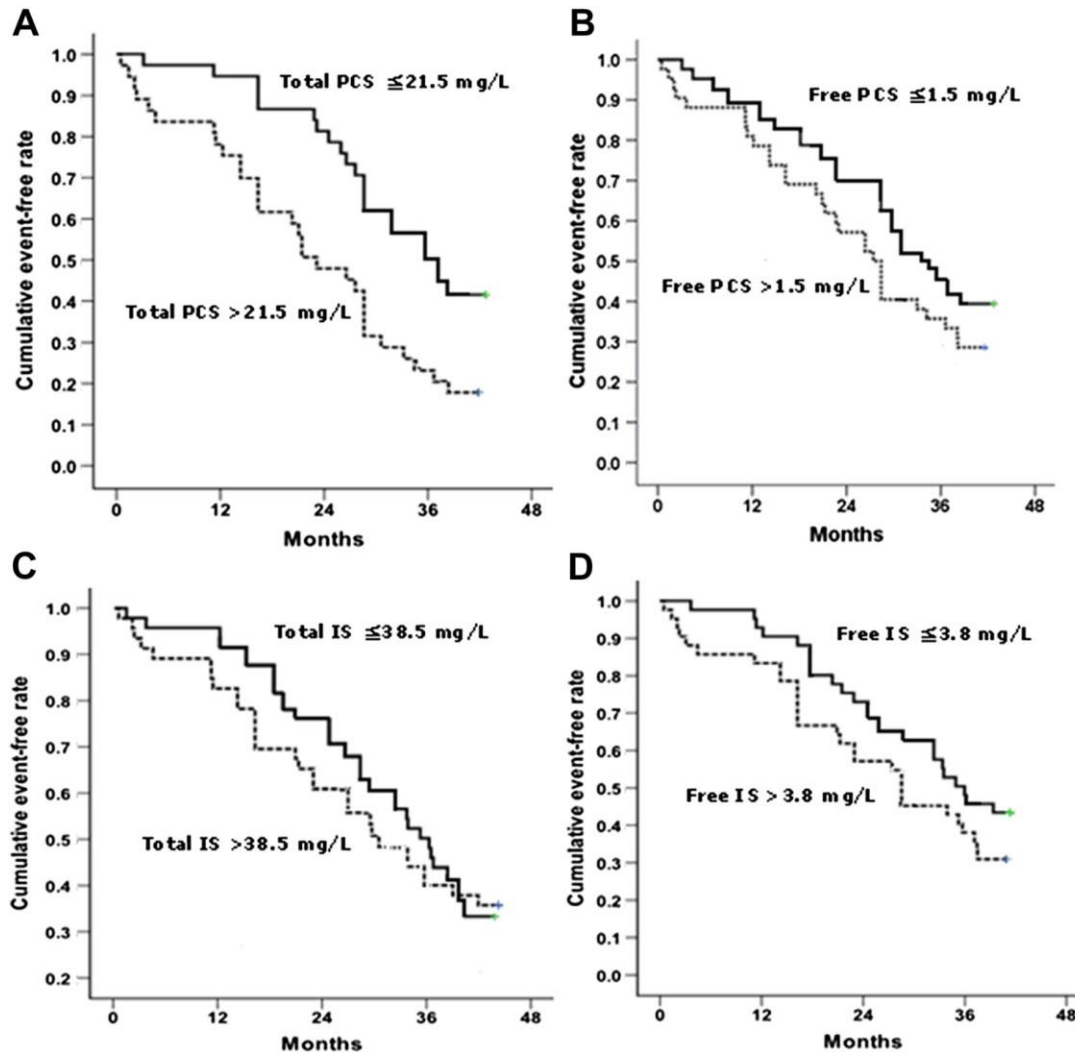 A
Cumulative event-free rate
1.0
0.9
0.8
0.7
0.6
0.5
0.4
0.3
0.2
0.1
0.0
Total PCS ≦21.5 mg/L
Total PCS >21.5 mg/L
0 12 24 36 48
Months
B
Cumulative event-free rate
1.0
0.9
0.8
0.7
0.6
0.5
0.4
0.3
0.2
0.1
0.0
Free PCS ≦1.5 mg/L
Free PCS >1.5 mg/L
0 12 24 36 48
Months
C
Cumulative event-free rate
1.0
0.9
0.8
0.7
0.6
0.5
0.4
0.3
0.2
Total IS ≦38.5 mg/L
Total IS >38.5 mg/L
0 12 24 36 48
Months
D
Cumulative event-free rate
1.0
0.9
0.8
0.7
0.6
0.5
0.4
0.3
0.2
0.1
0.0
Free IS ≦3.8 mg/L
Free IS >3.8 mg/L
0 12 24 36 48
Months